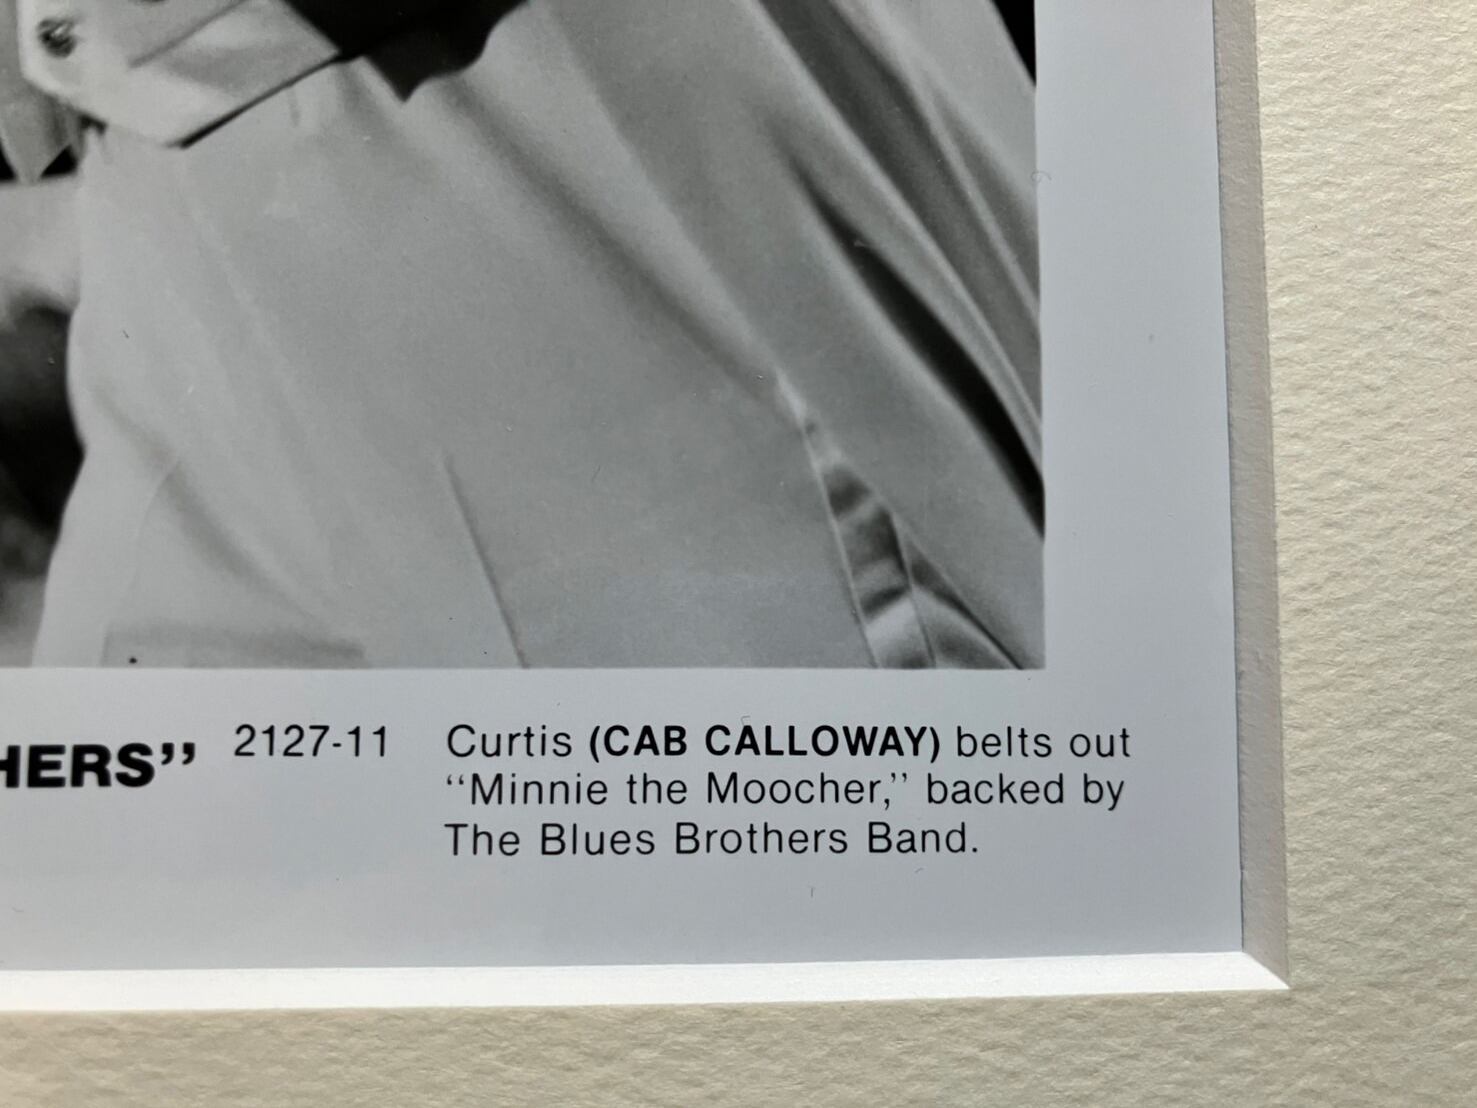 HERS” 2127-11 Curtis (CAB CALLOWAY) belts out
“Minnie the Moocher,” backed by
The Blues Brothers Band.